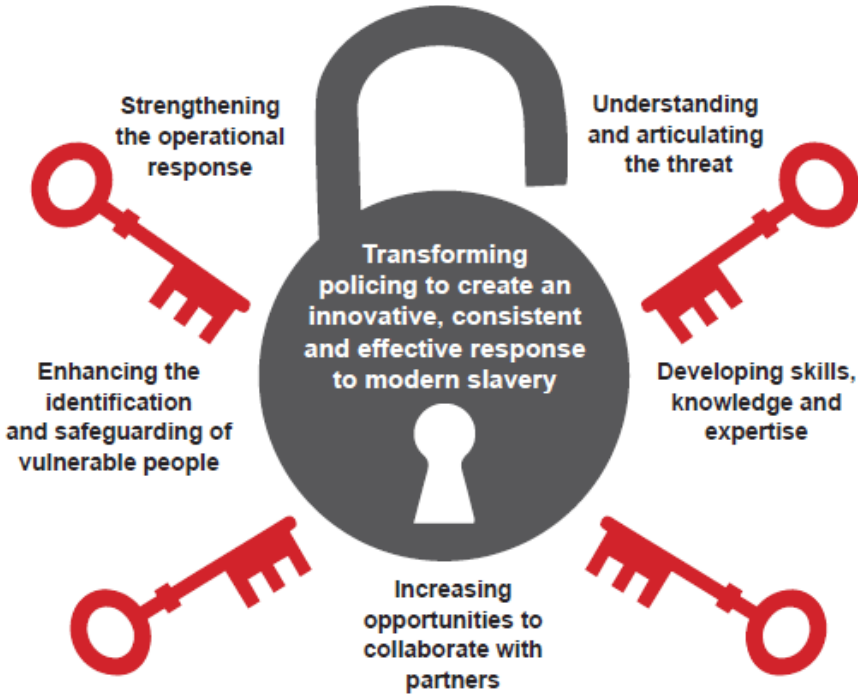 Strengthening
the operational
response
Understanding
and articulating
the threat
Transforming
policing to create an
innovative, consistent
and effective response
to modern slavery
Enhancing the
identification
and safeguarding of
vulnerable people
Developing skills,
knowledge and
expertise
Increasing
opportunities to
collaborate with
partners